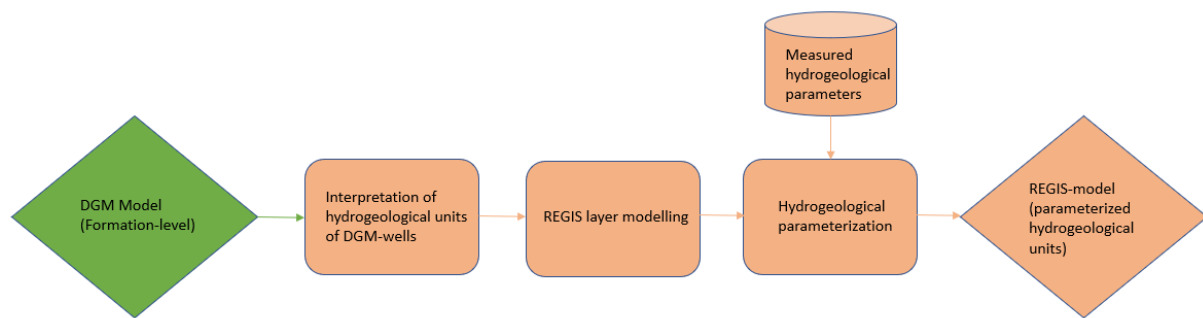 DGM Model
(Formation-level)
Interpretation of
hydrogeological units
of DGM-wells
REGIS layer modelling
Measured
hydrogeological
parameters
Hydrogeological
parameterization
REGIS-model
(parameterized
hydrogeological
units)